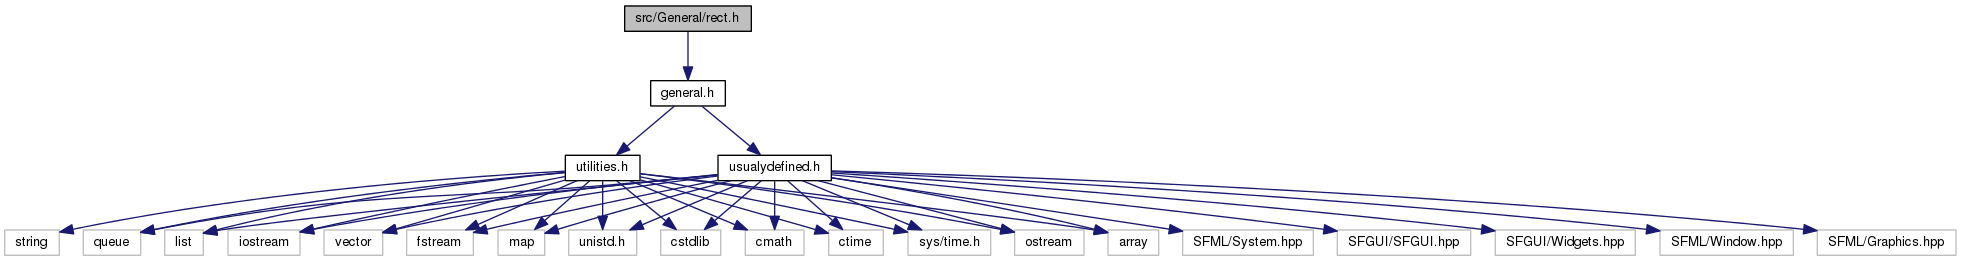 src/General/rect.h
general.h
utilities.h
usualydefined.h
string
queue
list
iostream
vector
fstream
map
unistd.h
cstdlib
cmath
ctime
sys/time.h
ostream
array
SFML/System.hpp
SFGUI/SFGUI.hpp
SFGUI/Widgets.hpp
SFML/Window.hpp
SFML/Graphics.hpp